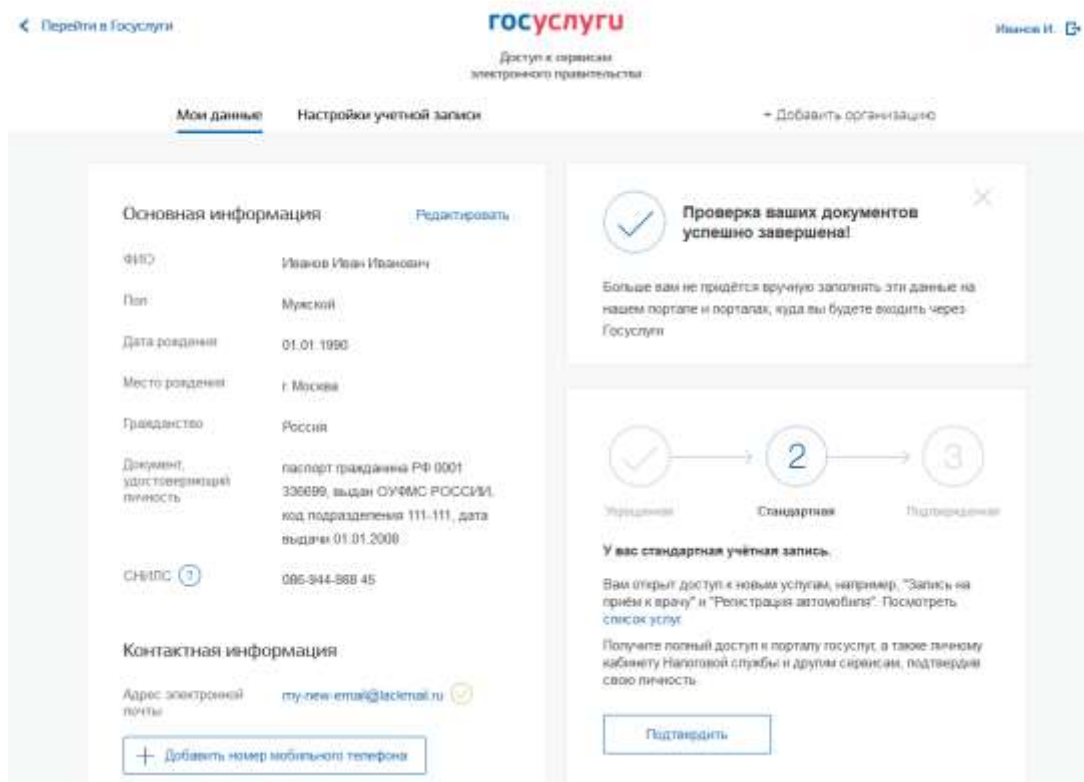 Перейти в Госуслуги
госуслуги
Иванов И.
Доступ к сервисам
электронного правительства
Мои данные
Настройки учетной записи
+ Добавить организацию
Основная информация
Редактировать
ФИО
Иванов Иван Иванович
Пол
Мужской
Дата рождения
01.01.1990
Место рождения
г. Москва
Гражданство
Россия
Документ,
удостоверяющий
личность
паспорт гражданина РФ 0001
336699, выдан ОУФМС РОССИИ,
код подразделения 111-111, дата
выдачи 01.01.2008
СНИЛС ?
086-944-968 45
Контактная информация
Адрес электронной
почты
my-new-email@lackmail.ru
+ Добавить номер мобильного телефона
Проверка ваших документов
успешно завершена!
Больше вам не придётся вручную заполнять эти данные на
нашем портале и порталах, куда вы будете входить через
Госуслуги
2
3
Упрощенная
Стандартная
Подтвержденная
У вас стандартная учётная запись.
Вам открыт доступ к новым услугам, например, "Запись на
приём к врачу" и "Регистрация автомобиля". Посмотреть
список услуг
Получите полный доступ к порталу госуслуг, а также личному
кабинету Налоговой службы и другим сервисам, подтвердив
свою личность
Подтвердить